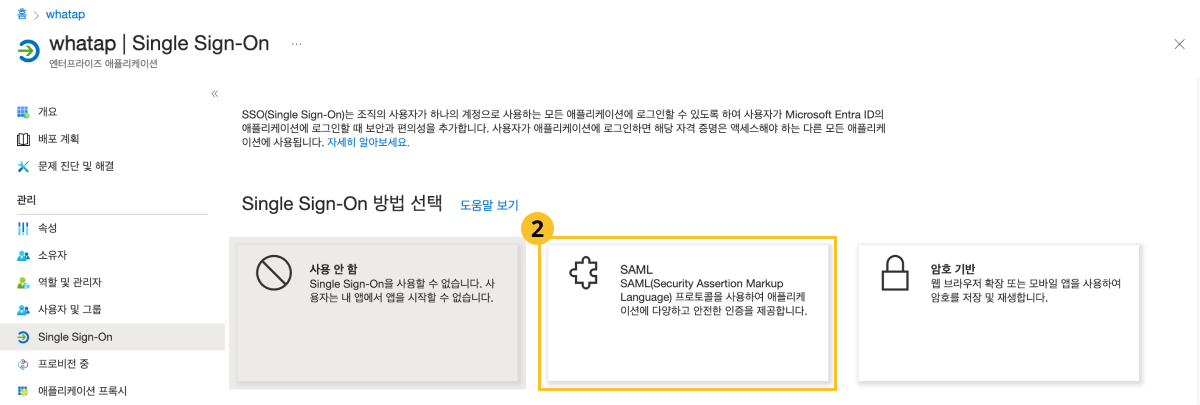 홈 > whatap
whatap | Single Sign-On ...
엔터프라이즈 애플리케이션
«
개요
배포 계획
문제 진단 및 해결
관리
속성
소유자
역할 및 관리자
사용자 및 그룹
Single Sign-On
프로비전 중
애플리케이션 프록시
SSO(Single Sign-On)는 조직의 사용자가 하나의 계정으로 사용하는 모든 애플리케이션에 로그인할 수 있도록 하여 사용자가 Microsoft Entra ID의
애플리케이션에 로그인할 때 보안과 편의성을 추가합니다. 사용자가 애플리케이션에 로그인하면 해당 자격 증명은 액세스해야 하는 다른 모든 애플리케
이션에 사용됩니다. 자세히 알아보세요.
Single Sign-On 방법 선택 도움말 보기
사용 안 함
Single Sign-On을 사용할 수 없습니다. 사
용자는 내 앱에서 앱을 시작할 수 없습니다.
2
SAML
SAML(Security Assertion Markup
Language) 프로토콜을 사용하여 애플리케
이션에 다양하고 안전한 인증을 제공합니다.
암호 기반
웹 브라우저 확장 또는 모바일 앱을 사용하여
암호를 저장 및 재생합니다.